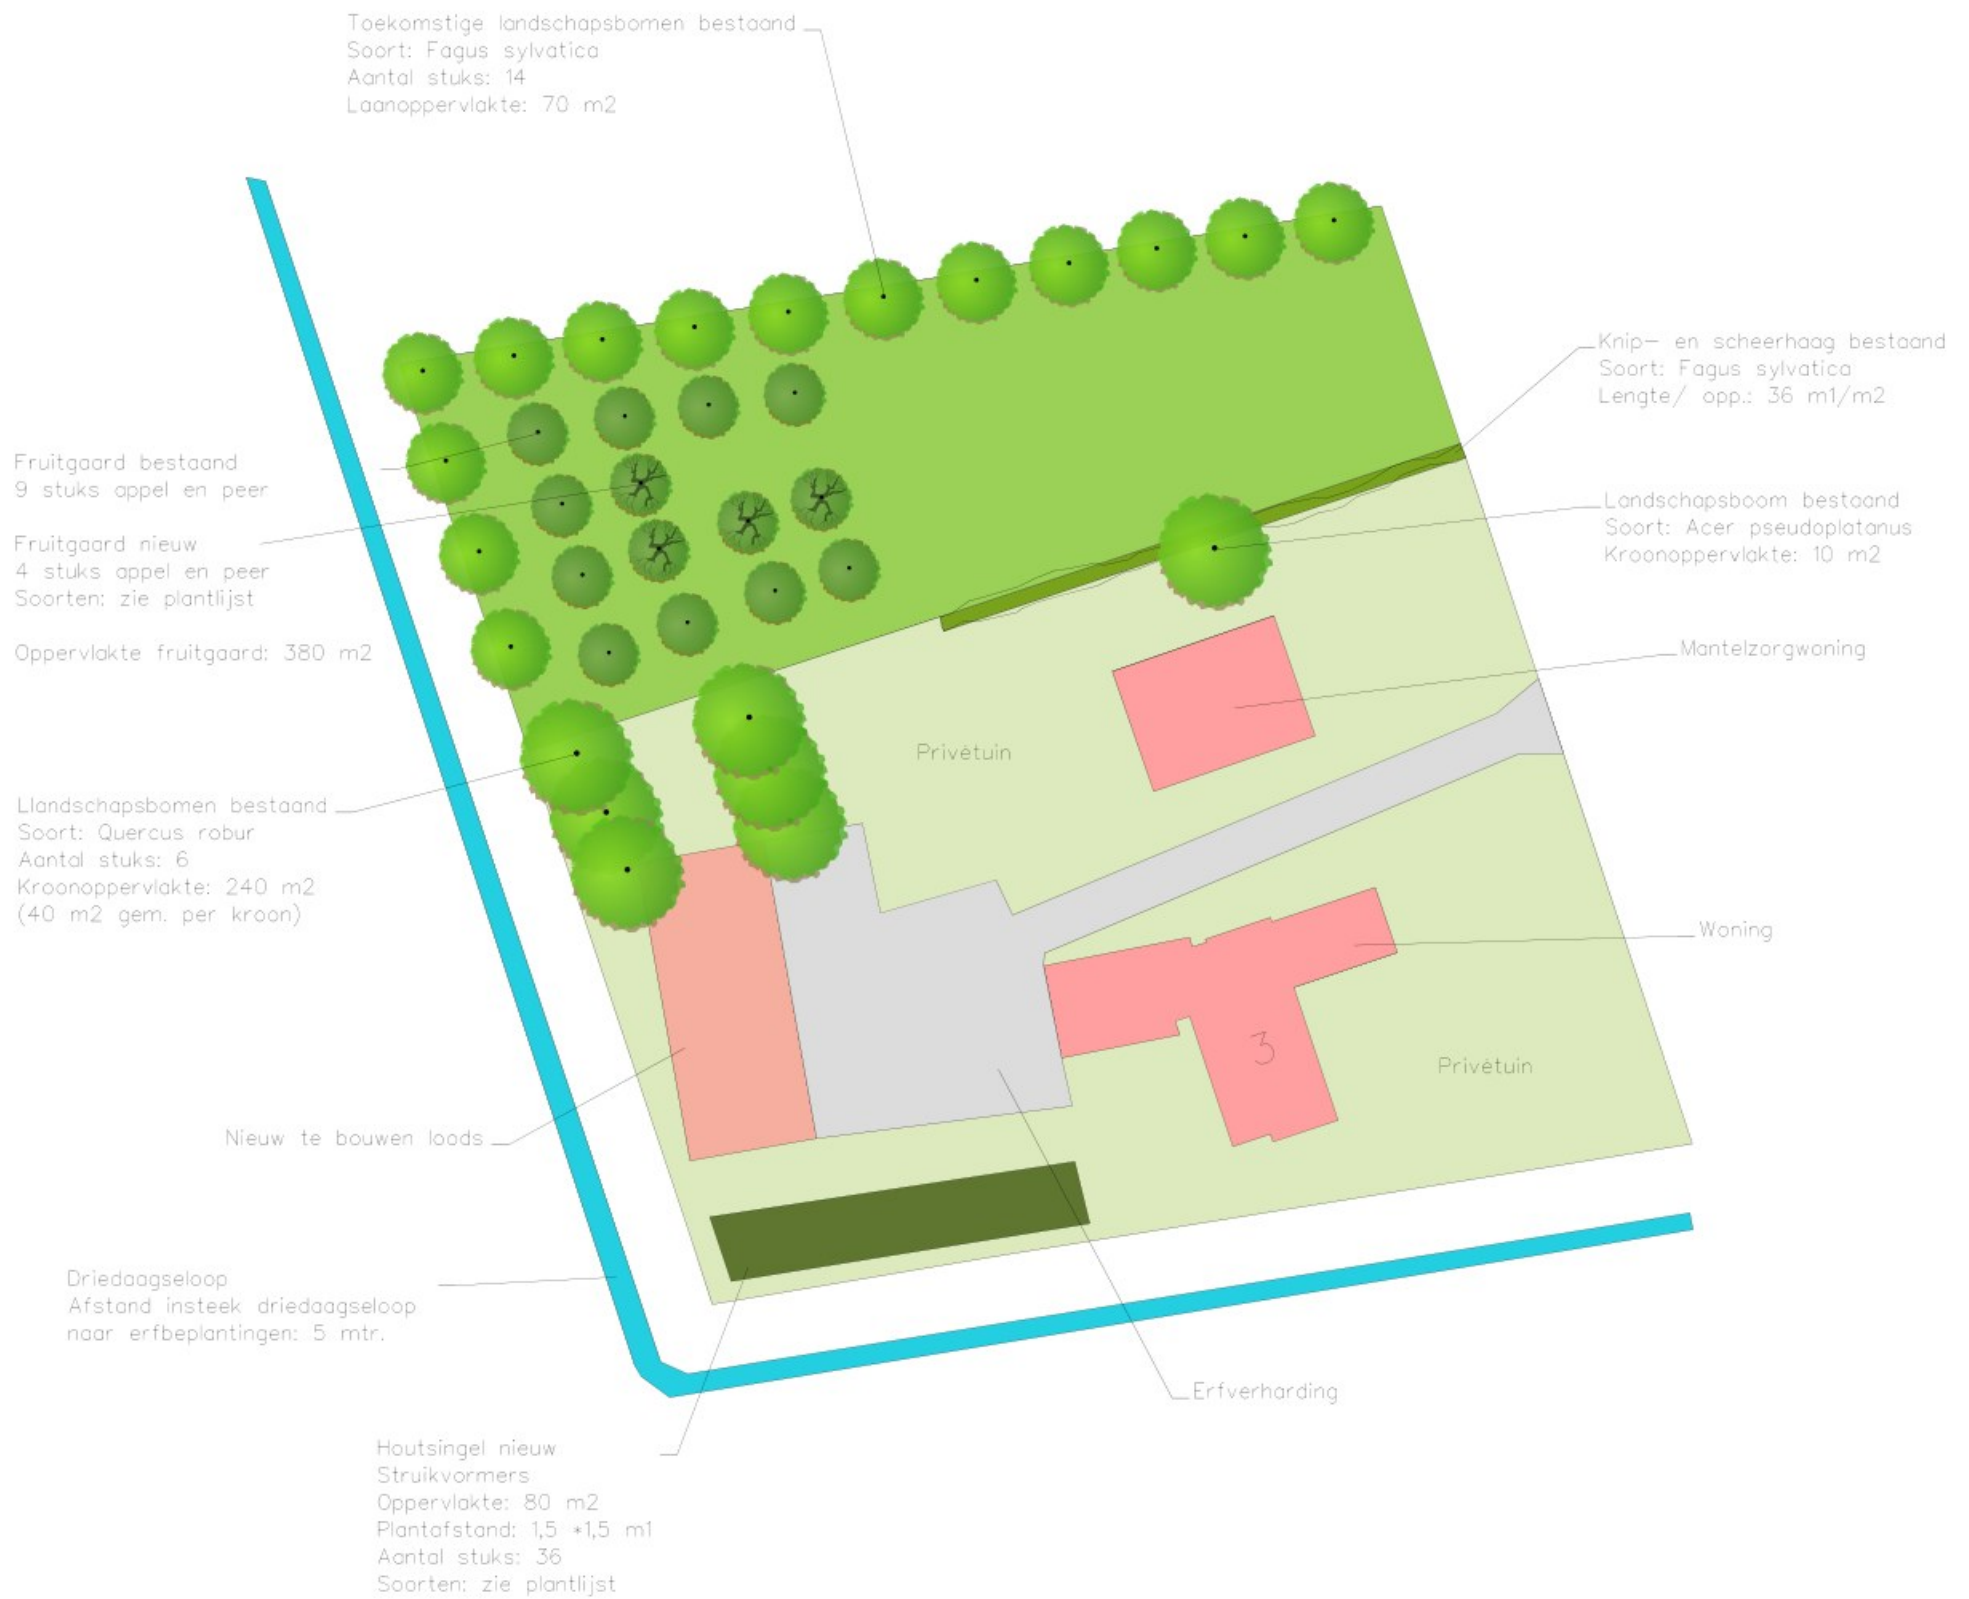 Toekomstige landschapsbomen bestaand
Soort: Fagus sylvatica
Aantal stuks: 14
Laanoppervlakte: 70 m2
Knip- en scheerhaag bestaand
Soort: Fagus sylvatica
Lengte/ opp.: 36 m1/m2
Fruitgaard bestaand
9 stuks appel en peer
Landschapsboom bestaand
Soort: Acer pseudoplatanus
Kroonoppervlakte: 10 m2
Fruitgaard nieuw
4 stuks appel en peer
Soorten: zie plantlijst
Oppervlakte fruitgaard: 380 m2
Mantelzorgwoning
Privétuin
Llandschapsbomen bestaand
Soort: Quercus robur
Aantal stuks: 6
Kroonoppervlakte: 240 m2
(40 m2 gem. per kroon)
Woning
3
Privétuin
Nieuw te bouwen loods
Driedaagseloop
Afstand insteek driedaagseloop
naar erfbeplantingen: 5 mtr.
Erfverharding
Houtsingel nieuw
Struikvormers
Oppervlakte: 80 m2
Plantafstand: 1,5 *1,5 m1
Aantal stuks: 36
Soorten: zie plantlijst